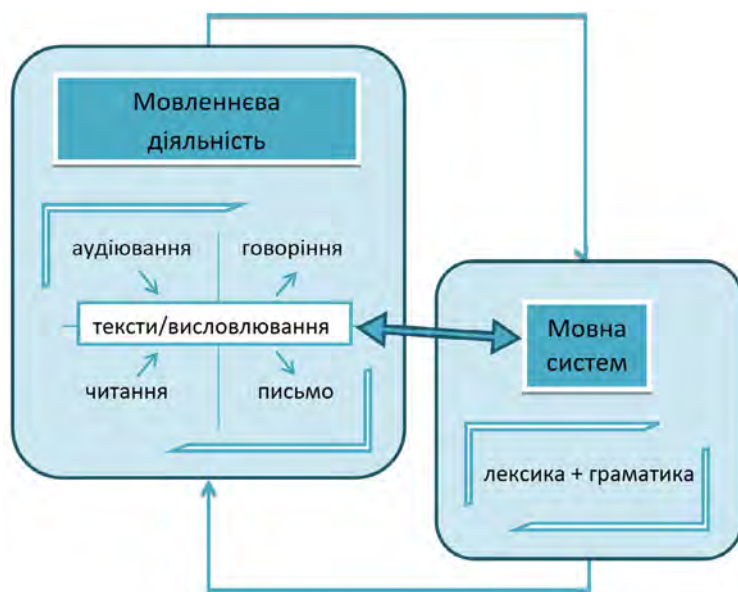 Мовленнєва
діяльність
аудіювання
говоріння
тексти/висловлювання
читання
письмо
Мовна
систем
лексика + граматика